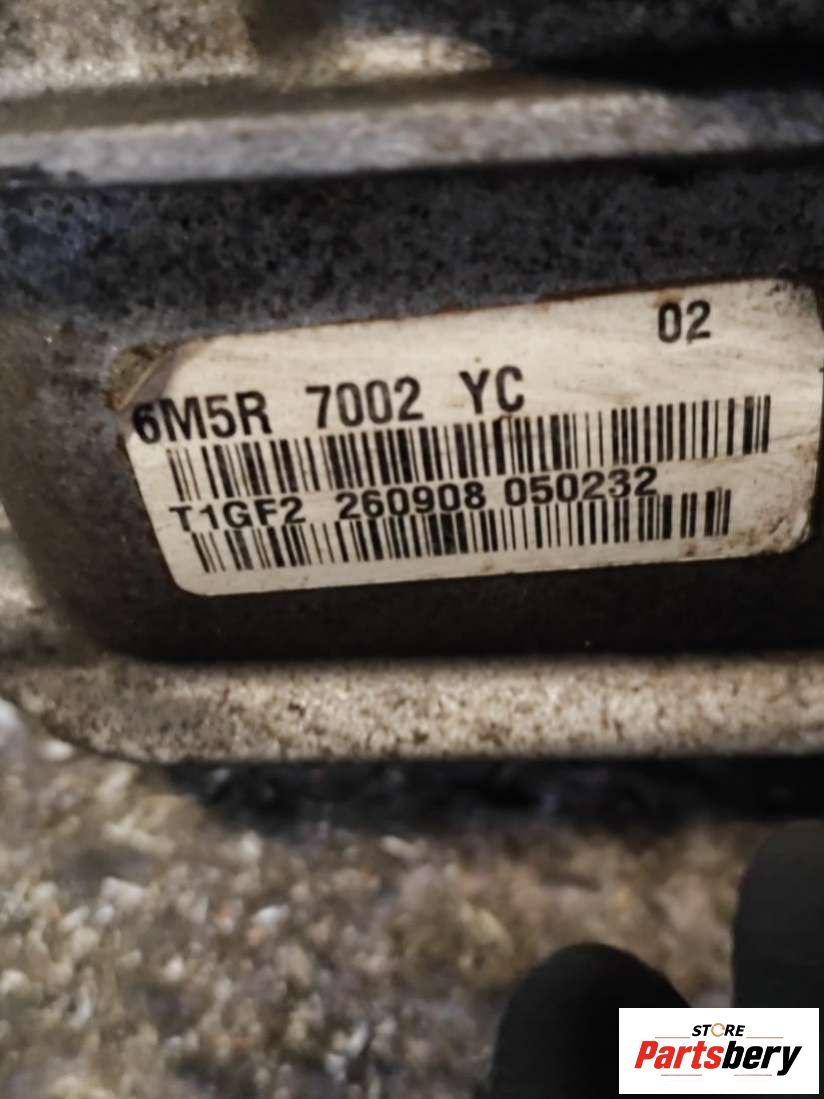 02
6M5R 7002 YC
T1GF2 260908 050232
STORE
Partsbery